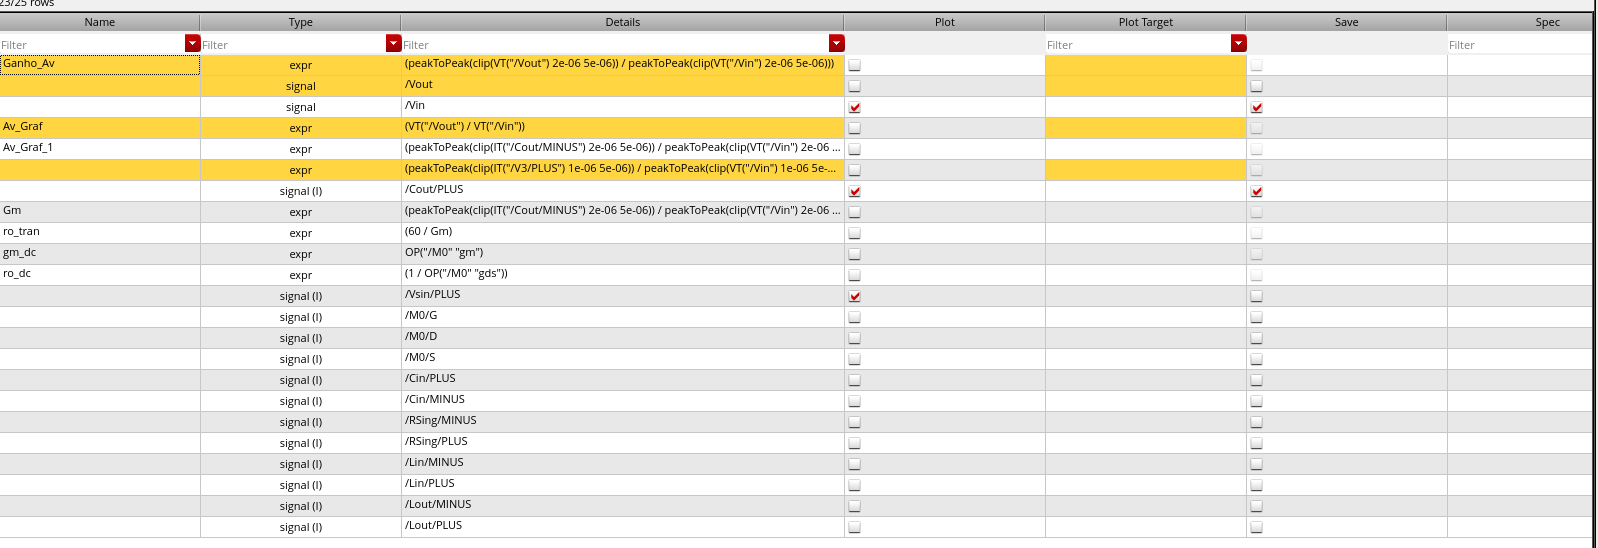 23/25 rows
Name Type Details Plot Plot Target Save Spec
Filter Filter Filter Filter Filter
Ganho_Av expr (peakToPeak(clip(VT("/Vout") 2e-06 5e-06)) / peakToPeak(clip(VT("/Vin") 2e-06 5e-06)))
signal /Vout
signal /Vin
Av_Graf expr (VT("/Vout") / VT("/Vin"))
Av_Graf_1 expr (peakToPeak(clip(IT("/Cout/MINUS") 2e-06 5e-06)) / peakToPeak(clip(VT("/Vin") 2e-06 ...
expr (peakToPeak(clip(IT("/V3/PLUS") 1e-06 5e-06)) / peakToPeak(clip(VT("/Vin") 1e-06 5e-...
signal (I) /Cout/PLUS
Gm expr (peakToPeak(clip(IT("/Cout/MINUS") 2e-06 5e-06)) / peakToPeak(clip(VT("/Vin") 2e-06 ...
ro_tran expr (60 / Gm)
gm_dc expr OP("/M0" "gm")
ro_dc expr (1 / OP("/M0" "gds"))
signal (I) /Vsin/PLUS
signal (I) /M0/G
signal (I) /M0/D
signal (I) /M0/S
signal (I) /Cin/PLUS
signal (I) /Cin/MINUS
signal (I) /RSing/MINUS
signal (I) /RSing/PLUS
signal (I) /Lin/MINUS
signal (I) /Lin/PLUS
signal (I) /Lout/MINUS
signal (I) /Lout/PLUS